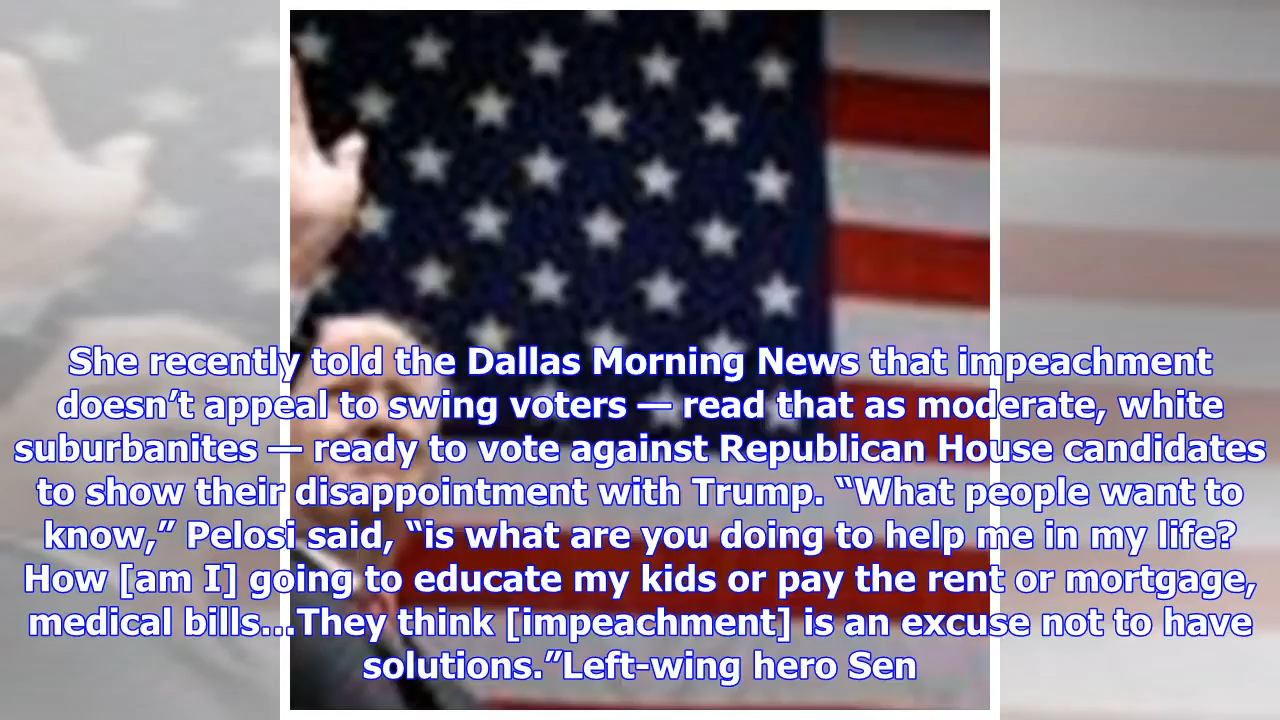 She recently told the Dallas Morning News that impeachment
doesn’t appeal to swing voters — read that as moderate, white
suburbanites — ready to vote against Republican House candidates
to show their disappointment with Trump. “What people want to
know,” Pelosi said, “is what are you doing to help me in my life?
How [am I] going to educate my kids or pay the rent or mortgage,
medical bills...They think [impeachment] is an excuse not to have
solutions.”Left-wing hero Sen